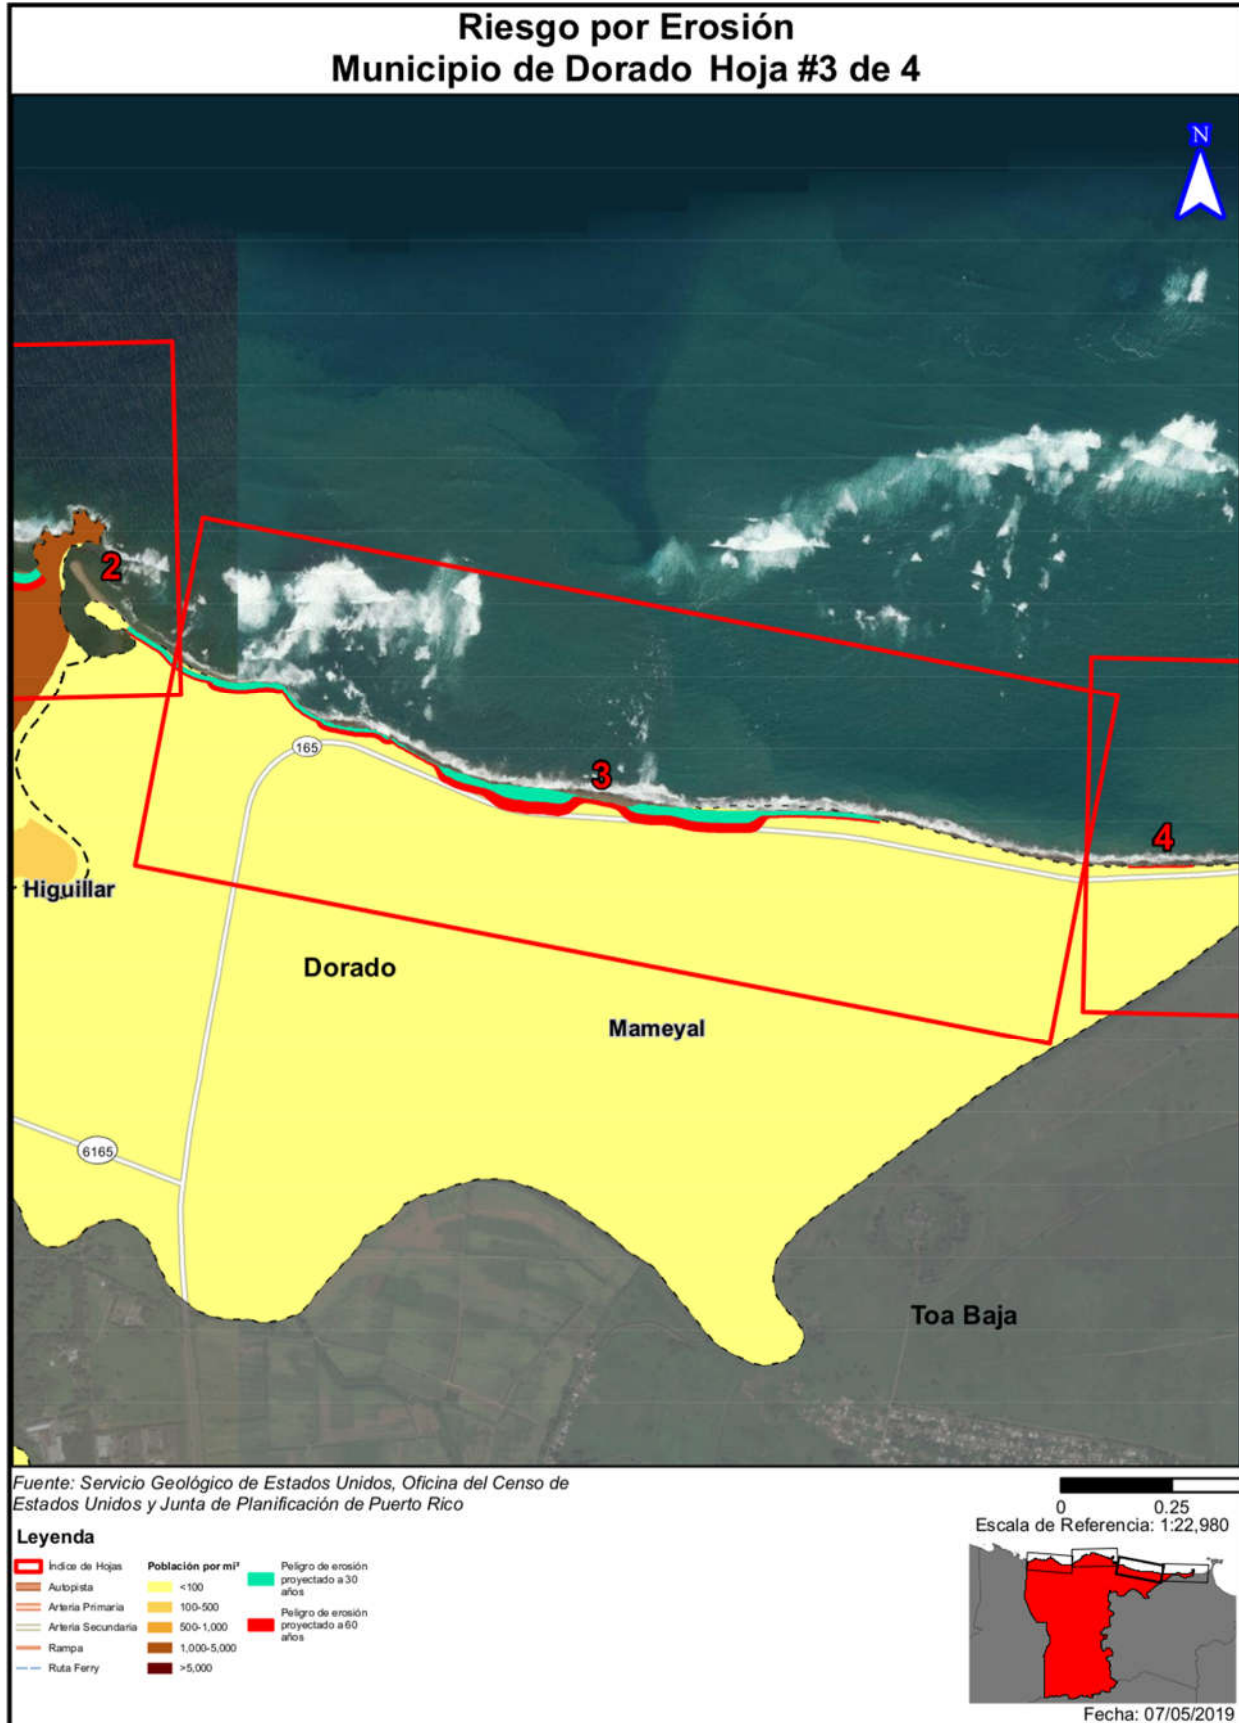 Riesgo por Erosión
Municipio de Dorado Hoja #3 de 4
N
2
165
3
4
Higuillar
Dorado
Mameyal
6165
Toa Baja
Fuente: Servicio Geológico de Estados Unidos, Oficina del Censo de
Estados Unidos y Junta de Planificación de Puerto Rico
0 0.25
Escala de Referencia: 1:22,980
Leyenda
Índice de Hojas
Autopista
Arteria Primaria
Arteria Secundaria
Rampa
Ruta Ferry
Población por mi²
<100
100-500
500-1,000
1,000-5,000
>5,000
Peligro de erosión
proyectado a 30
años
Peligro de erosión
proyectado a 60
años
Fecha: 07/05/2019